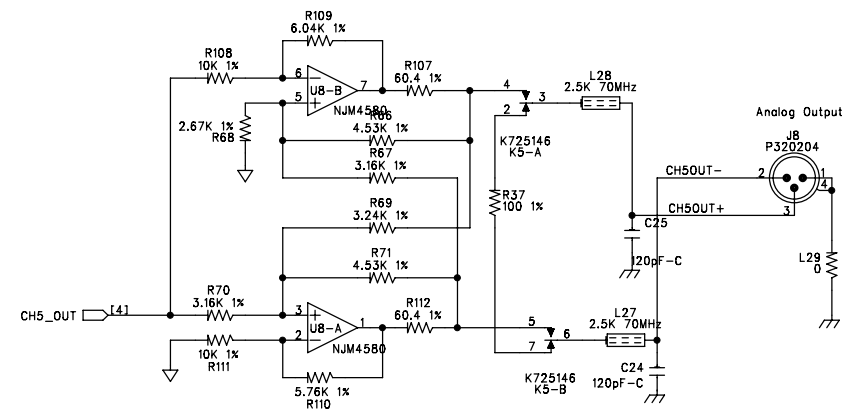 R109
6.04K 1%
R108
10K 1%
6
5
U8-B
7
NJM4580
R107
60.4 1%
2.67K 1%
R68
R66
4.53K 1%
R67
3.16K 1%
4
2
3
K725146
K5-A
L28
2.5K 70MHz
Analog Output
J8
P320204
2
1
4
3
CH5OUT-
CH5OUT+
R37
100 1%
C25
120pF-C
L29
0
R69
3.24K 1%
R71
4.53K 1%
CH5_OUT
[4]
R70
3.16K 1%
10K 1%
R111
3
2
U8-A
1
NJM4580
R112
60.4 1%
5.76K 1%
R110
5
7
6
K725146
K5-B
L27
2.5K 70MHz
C24
120pF-C